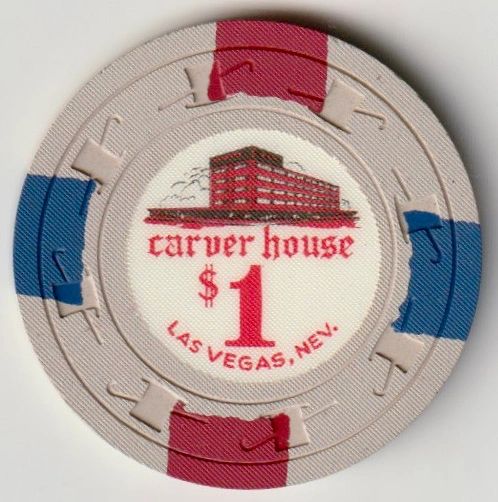 carver house
$1
LAS VEGAS, NEV.